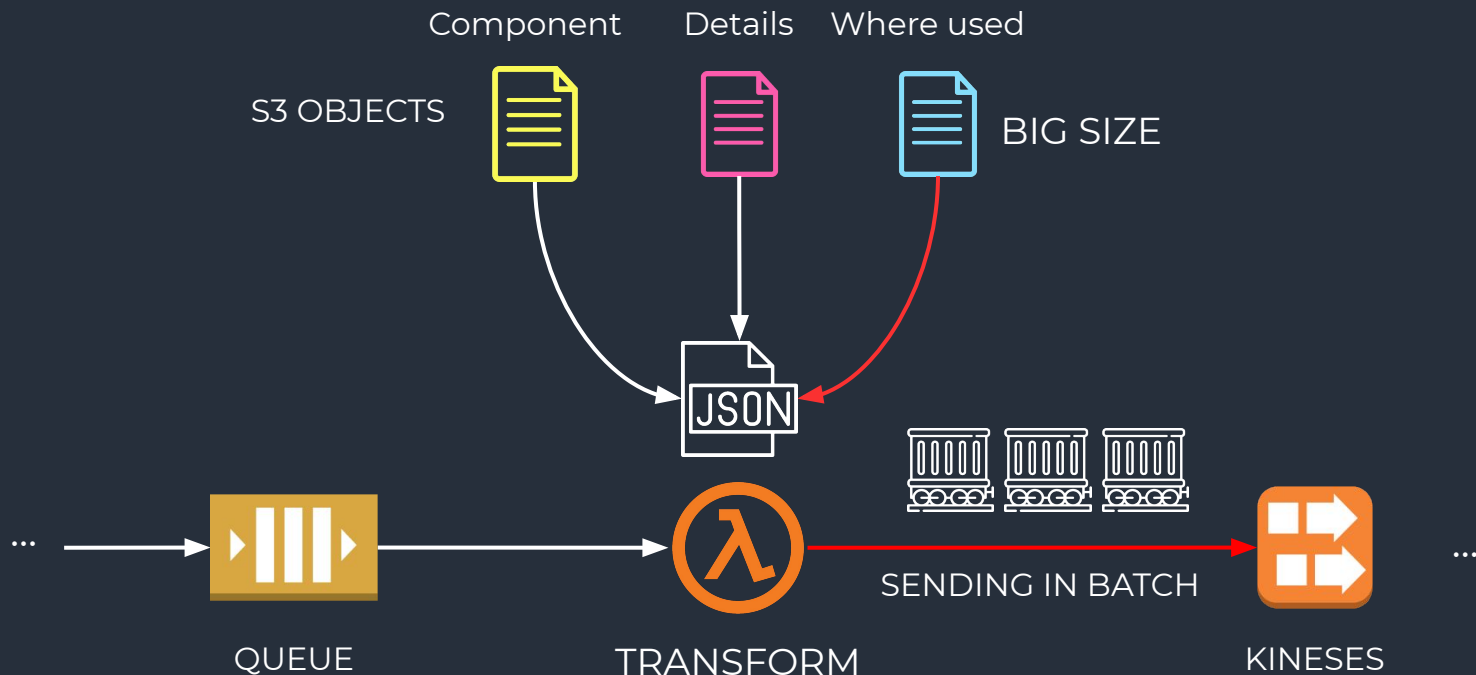 Component
Details
Where used
S3 OBJECTS
BIG SIZE
JSON
...
SENDING IN BATCH
...
QUEUE
TRANSFORM
KINESES